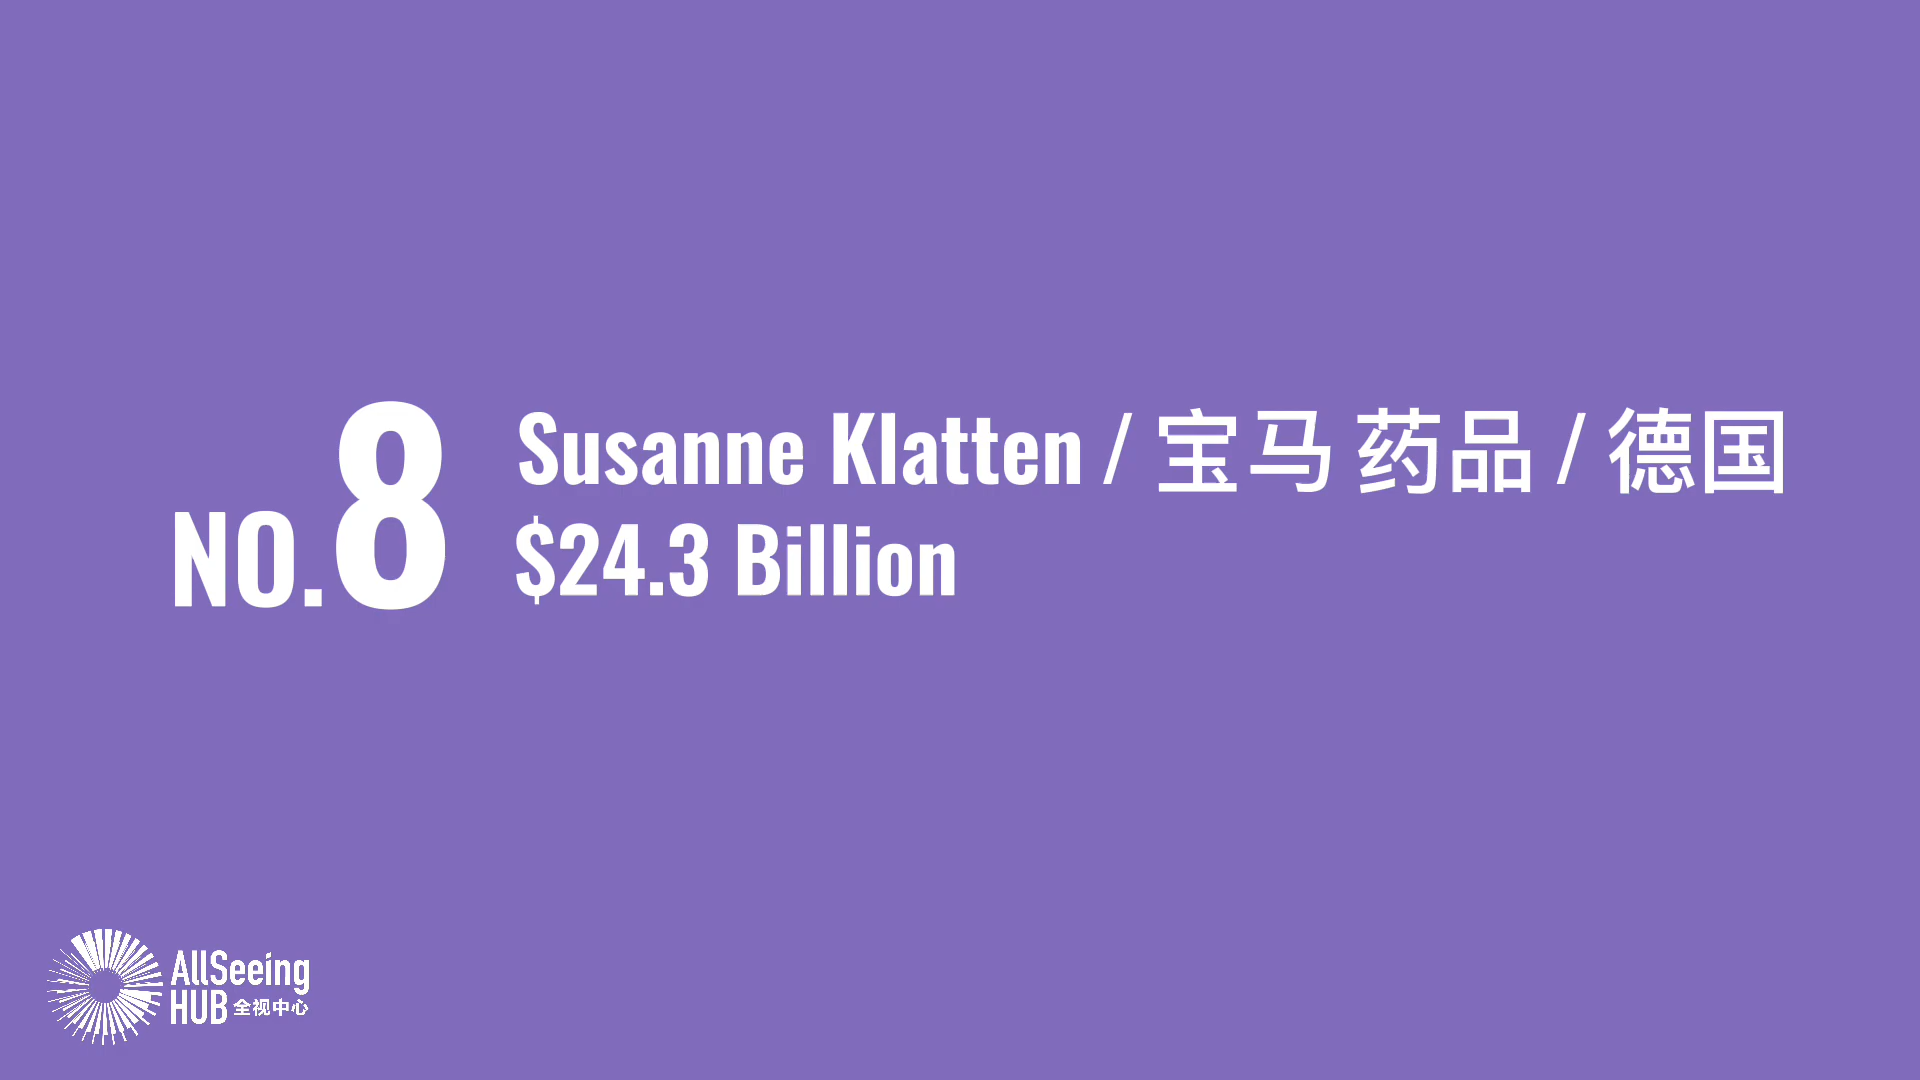 NO.8
Susanne Klatten / 宝马 药品 / 德国
$24.3 Billion
AllSeeing
HUB 全视中心